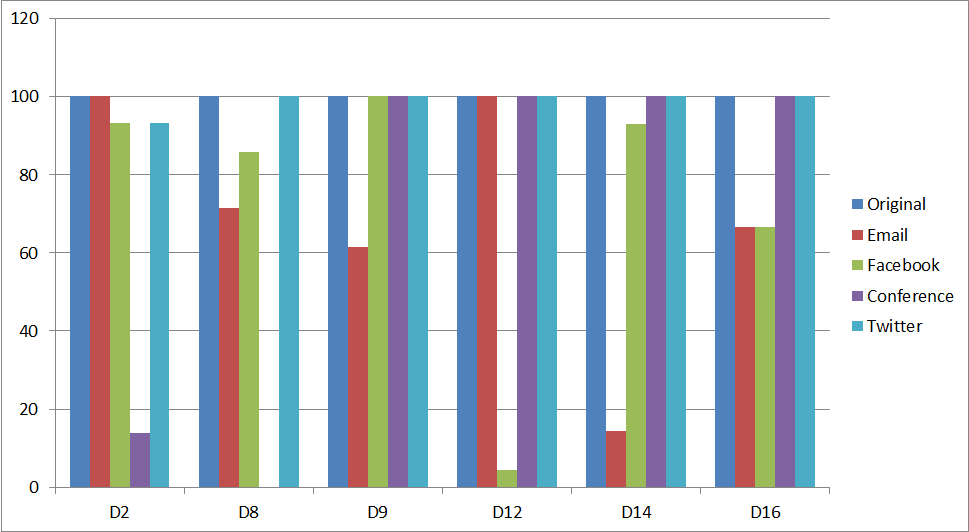 120
100
80
60
40
20
0
D2 D8 D9 D12 D14 D16
Original
Email
Facebook
Conference
Twitter